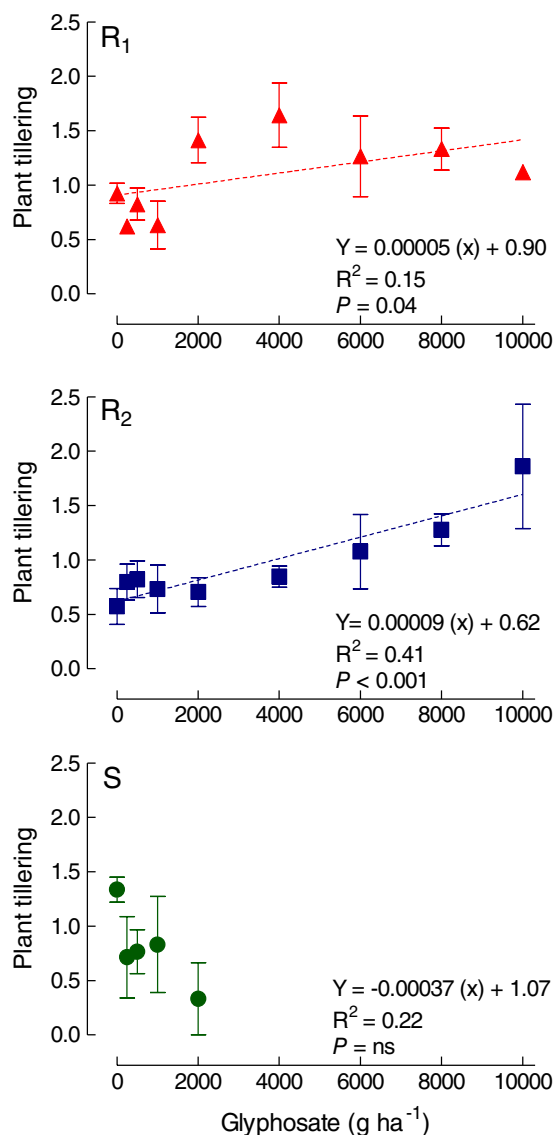 R1
Plant tillering
2.5
2.0
1.5
1.0
0.5
0.0
Y = 0.00005 (x) + 0.90
R² = 0.15
P = 0.04
0 2000 4000 6000 8000 10000
R2
Plant tillering
2.5
2.0
1.5
1.0
0.5
0.0
Y= 0.00009 (x) + 0.62
R² = 0.41
P < 0.001
0 2000 4000 6000 8000 10000
S
Plant tillering
2.5
2.0
1.5
1.0
0.5
0.0
Y = -0.00037 (x) + 1.07
R² = 0.22
P = ns
0 2000 4000 6000 8000 10000
Glyphosate (g ha⁻¹)